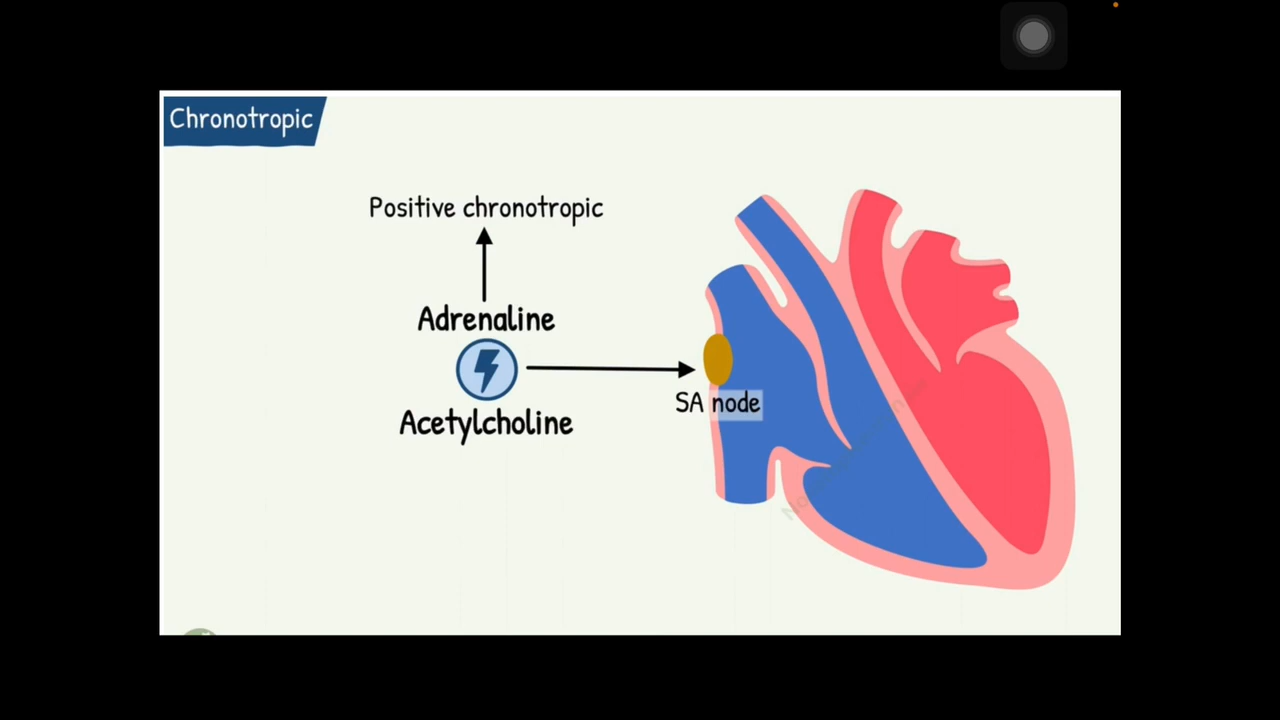 Chronotropic
Positive chronotropic
Adrenaline
Acetylcholine
SA node